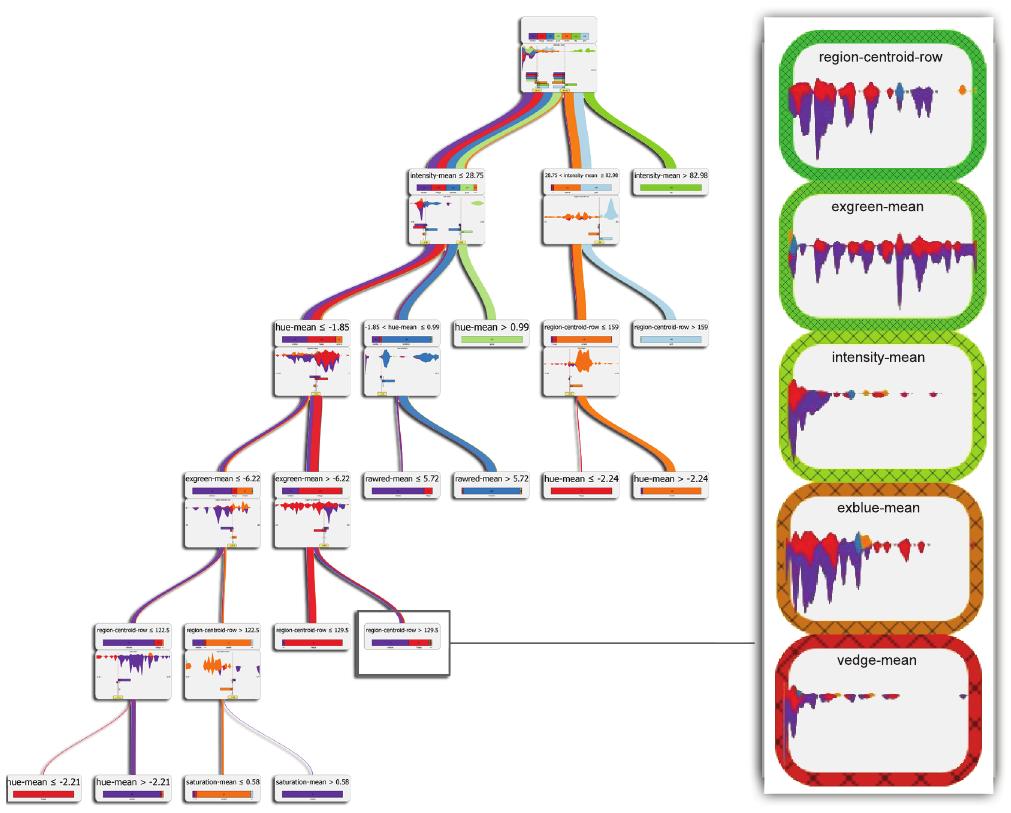 intensity-mean ≤ 28.75
28.75 < intensity-mean ≤ 82.98
intensity-mean > 82.98
hue-mean ≤ -1.85
-1.85 < hue-mean ≤ 0.99
hue-mean > 0.99
region-centroid-row ≤ 159
region-centroid-row > 159
exgreen-mean ≤ -6.22
exgreen-mean > -6.22
rawred-mean ≤ 5.72
rawred-mean > 5.72
hue-mean ≤ -2.24
hue-mean > -2.24
region-centroid-row ≤ 122.5
region-centroid-row > 122.5
region-centroid-row ≤ 129.5
region-centroid-row > 129.5
hue-mean ≤ -2.21
hue-mean > -2.21
saturation-mean ≤ 0.58
saturation-mean > 0.58
region-centroid-row
exgreen-mean
intensity-mean
exblue-mean
vedge-mean